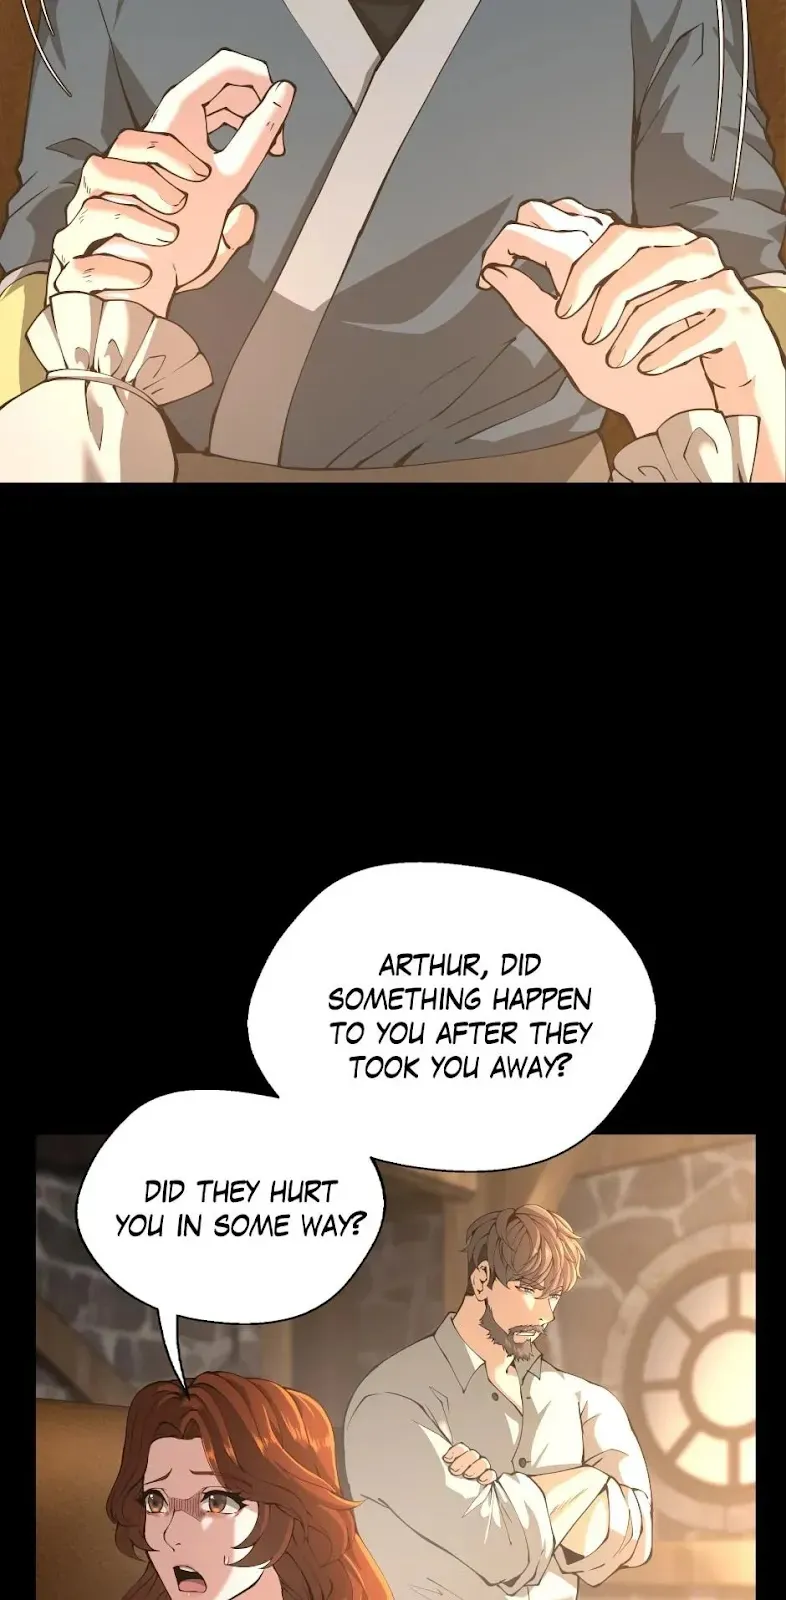 ARTHUR, DID
SOMETHING HAPPEN
TO YOU AFTER THEY
TOOK YOU AWAY?
DID THEY HURT
YOU IN SOME WAY?